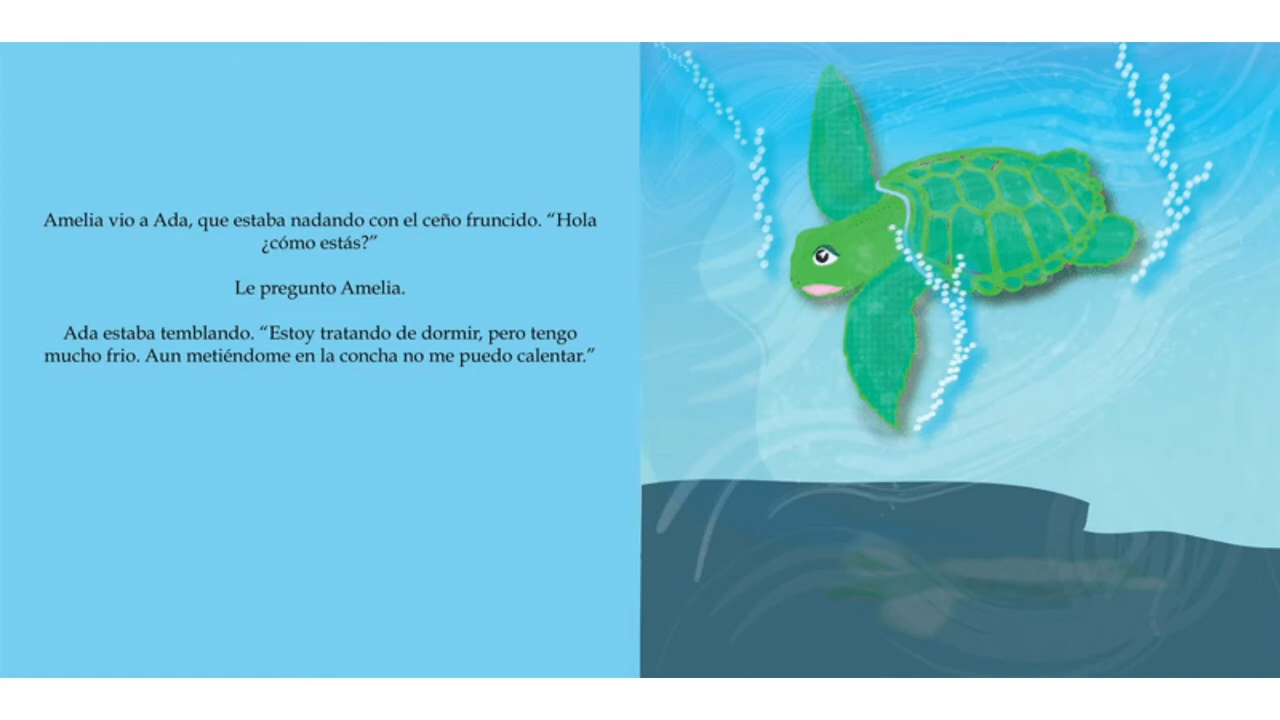 Amelia vio a Ada, que estaba nadando con el ceño fruncido. “Hola
¿cómo estás?”
Le pregunto Amelia.
Ada estaba temblando. “Estoy tratando de dormir, pero tengo
mucho frio. Aun metiéndome en la concha no me puedo calentar.”